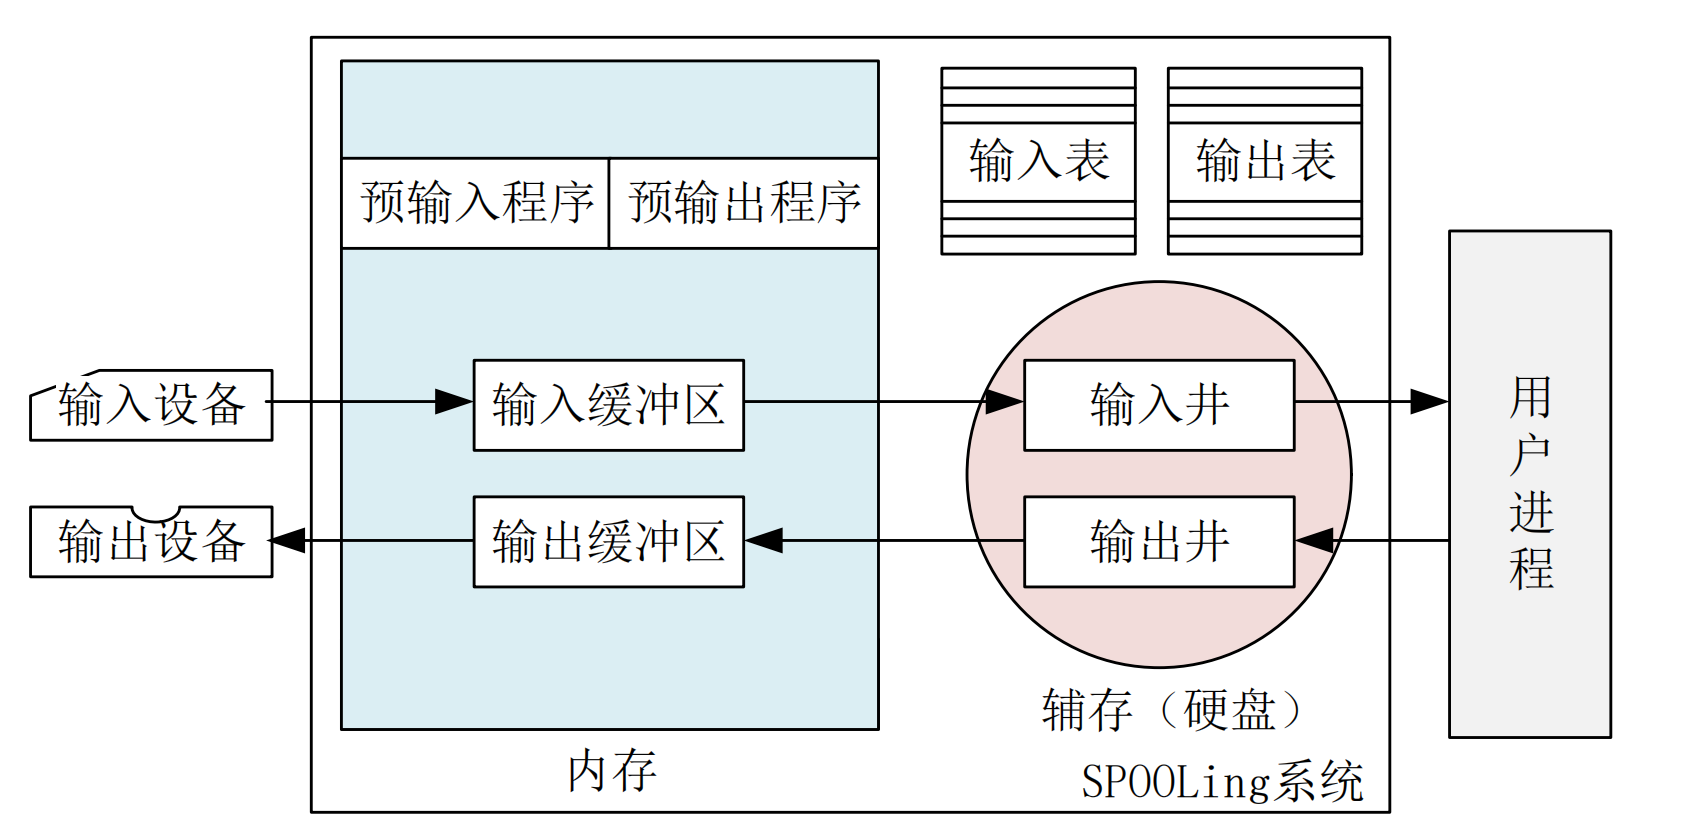 输入表
输出表
预输入程序
预输出程序
输入设备
输入缓冲区
输入井
用户进程
输出设备
输出缓冲区
输出井
辅存（硬盘）
内存
SPOOLing系统